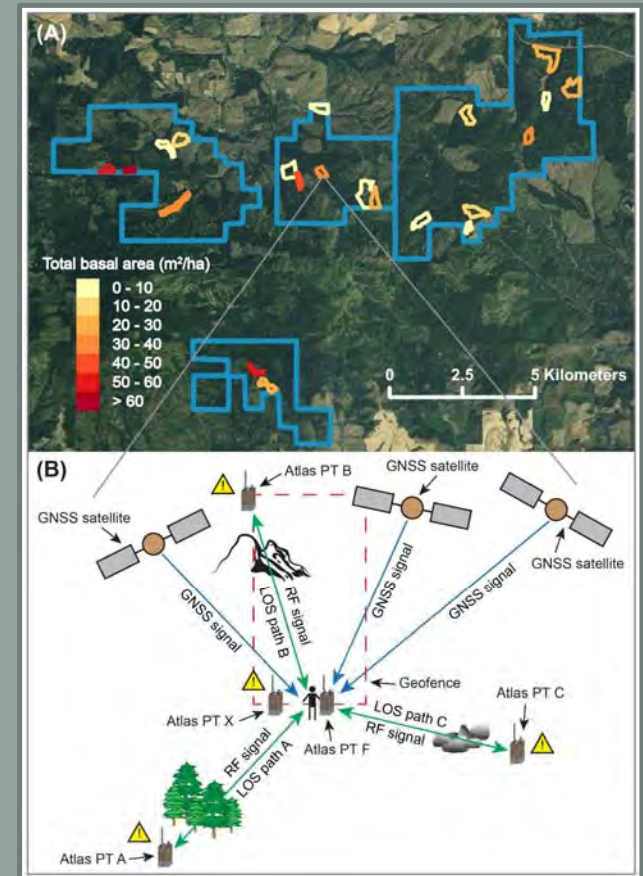 (A)
Total basal area (m²/ha)
0 - 10
10 - 20
20 - 30
30 - 40
40 - 50
50 - 60
> 60
0 2.5 5 Kilometers
(B)
Atlas PT B
GNSS satellite
GNSS satellite
GNSS satellite
GNSS signal
RF signal
LOS path B
GNSS signal
GNSS signal
Geofence
Atlas PT X
Atlas PT F
LOS path C
RF signal
Atlas PT C
RF signal
LOS path A
Atlas PT A